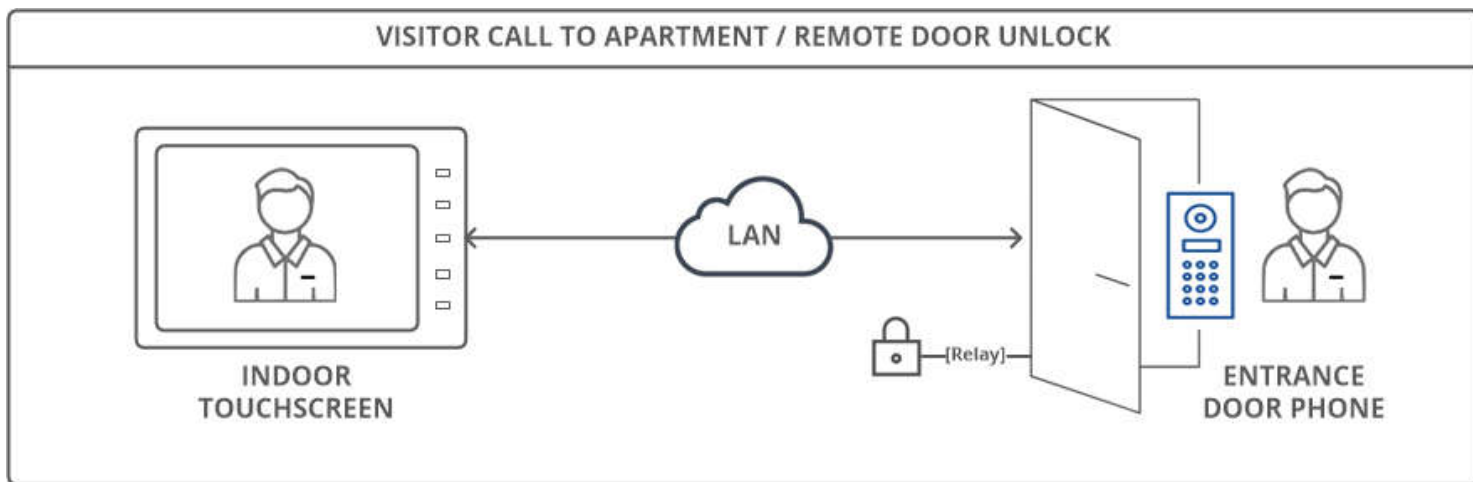 VISITOR CALL TO APARTMENT / REMOTE DOOR UNLOCK
LAN
[Relay]
INDOOR
TOUCHSCREEN
ENTRANCE
DOOR PHONE